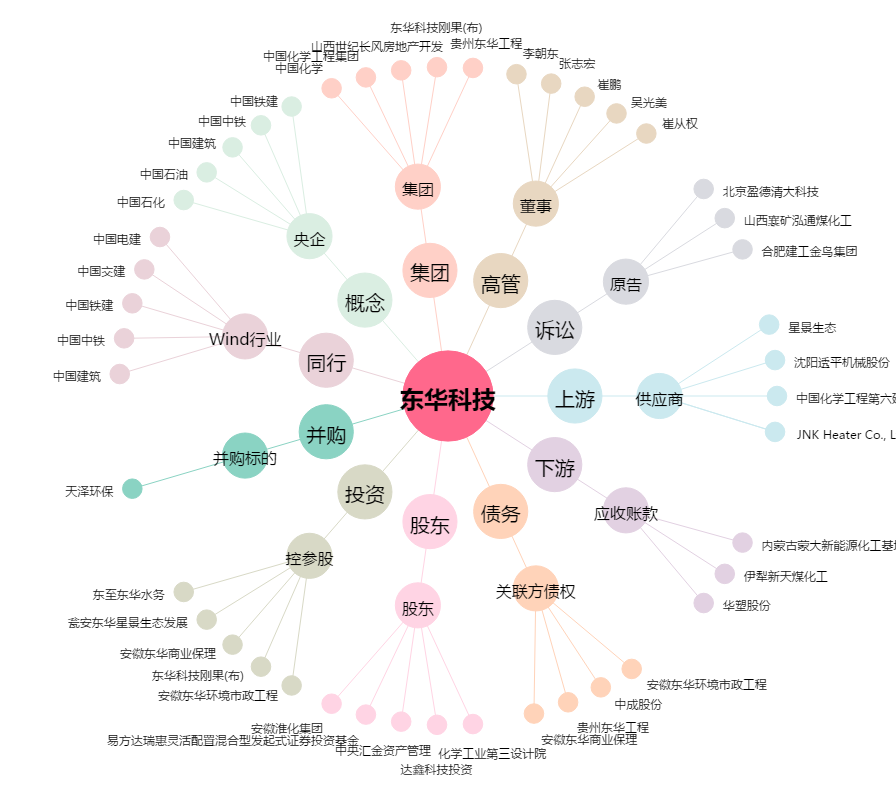 东华科技刚果(布)
山西世纪长风房地产开发
贵州东华工程
中国化学工程集团
中国化学
李朝东
张志宏
崔鹏
吴光美
崔从权
中国铁建
中国中铁
中国建筑
中国石油
中国石化
集团
董事
央企
北京盈德清大科技
山西襄矿泓通煤化工
合肥建工金鸟集团
原告
中国电建
中国交建
中国铁建
中国中铁
中国建筑
集团
高管
概念
诉讼
Wind行业
同行
星景生态
沈阳透平机械股份
中国化学工程第六
JNK Heater Co., L
东华科技
上游
供应商
并购
并购标的
天泽环保
下游
应收账款
投资
股东
债务
内蒙古蒙大新能源化工基
伊犁新天煤化工
华塑股份
控参股
东至东华水务
瓮安东华星景生态发展
安徽东华商业保理
东华科技刚果(布)
安徽东华环境市政工程
股东
关联方债权
安徽东华环境市政工程
中成股份
贵州东华工程
安徽东华商业保理
安徽淮化集团
易方达瑞惠灵活配置混合型发起式证券投资基金
中央汇金资产管理
化学工业第三设计院
达鑫科技投资